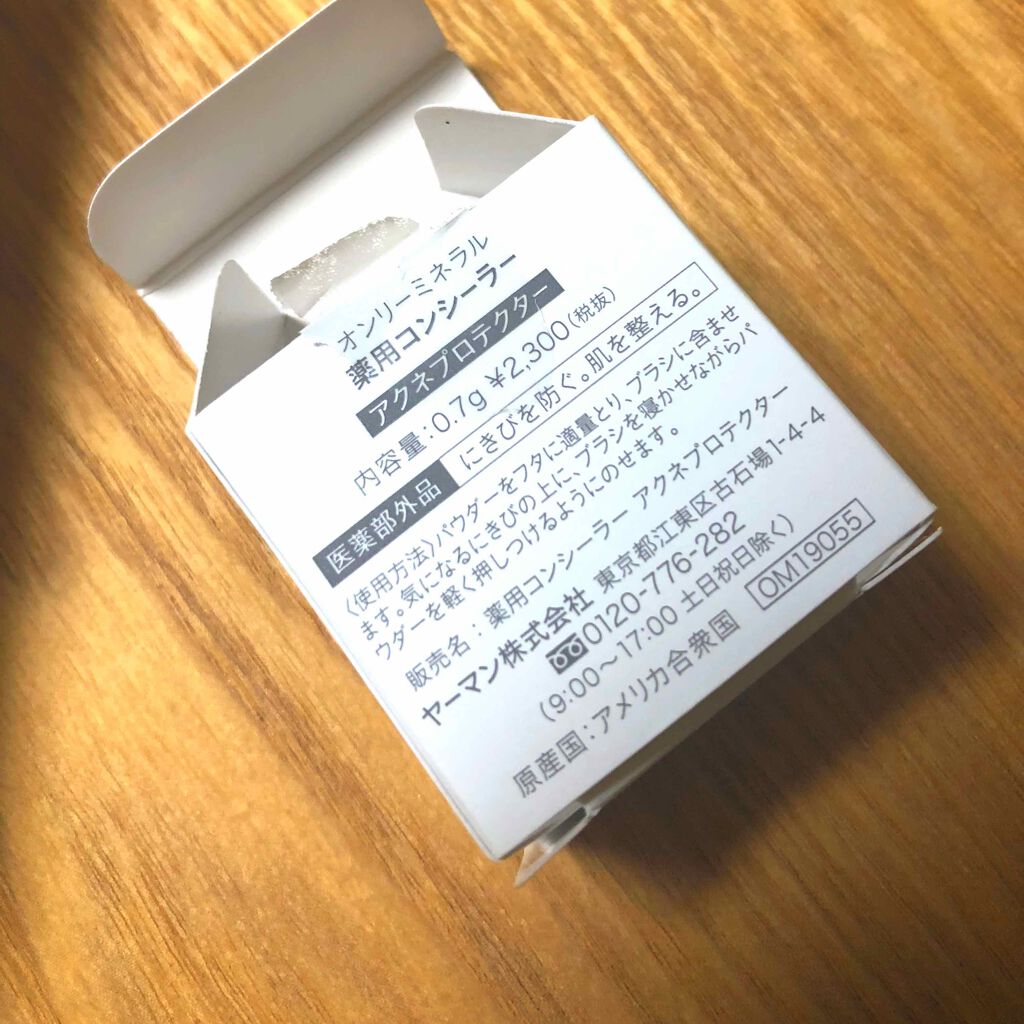 オンリーミネラル
薬用コンシーラー
アクネプロテクター
内容量：0.7g ¥2,300(税抜)
医薬部外品 にきびを防ぐ。肌を整える。
〈使用方法〉パウダーをフタに適量とり、ブラシに含ませ
ます。気になるにきびの上に、ブラシを寝かせながらパ
ウダーを軽く押しつけるようにのせます。
販売名：薬用コンシーラー アクネプロテクター
ヤーマン株式会社 東京都江東区古石場1-4-4
0120-776-282
(9:00～17:00 土日祝日除く)
原産国：アメリカ合衆国
OM19055